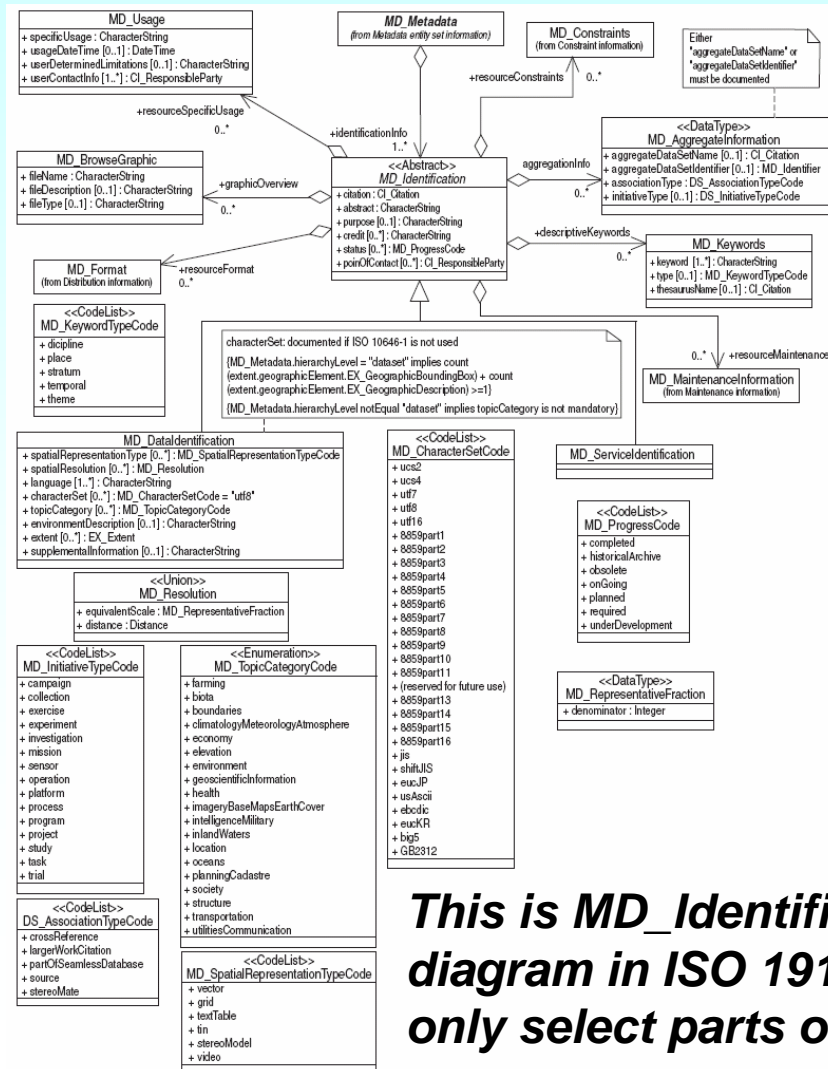 MD_Usage
+ specificUsage : CharacterString
+ usageDateTime [0..1] : DateTime
+ userDeterminedLimitations [0..1] : CharacterString
+ userContactInfo [1..*] : CI_ResponsibleParty
MD_Metadata
(from Metadata entity set information)
MD_Constraints
(from Constraint information)
Either
"aggregateDataSetName" or
"aggregateDataSetIdentifier"
must be documented
+resourceConstraints
0..*
+resourceSpecificUsage
0..*
+identificationInfo
1..*
MD_BrowseGraphic
+ fileName : CharacterString
+ fileDescription [0..1] : CharacterString
+ fileType [0..1] : CharacterString
+graphicOverview
0..*
<<Abstract>>
MD_Identification
+ citation : CI_Citation
+ abstract : CharacterString
+ purpose [0..1] : CharacterString
+ credit [0..*] : CharacterString
+ status [0..*] : MD_ProgressCode
+ poinOfContact [0..*] : CI_ResponsibleParty
aggregationInfo
0..*
<<DataType>>
MD_AggregateInformation
+ aggregateDataSetName [0..1] : CI_Citation
+ aggregateDataSetIdentifier [0..1] : MD_Identifier
+ associationType : DS_AssociationTypeCode
+ initiativeType [0..1] : DS_InitiativeTypeCode
+descriptiveKeywords
0..*
MD_Keywords
+ keyword [1..*] : CharacterString
+ type [0..1] : MD_KeywordTypeCode
+ thesaurusName [0..1] : CI_Citation
MD_Format
(from Distribution information)
+resourceFormat
0..*
<<CodeList>>
MD_KeywordTypeCode
+ dicipline
+ place
+ stratum
+ temporal
+ theme
characterSet: documented if ISO 10646-1 is not used
{MD_Metadata.hierarchyLevel = "dataset" implies count
(extent.geographicElement.EX_GeographicBoundingBox) + count
(extent.geographicElement.EX_GeographicDescription) >=1}
{MD_Metadata.hierarchyLevel notEqual "dataset" implies topicCategory is not mandatory}
0..*
+resourceMaintenance
MD_MaintenanceInformation
(from Maintenance information)
MD_DataIdentification
+ spatialRepresentationType [0..*] : MD_SpatialRepresentationTypeCode
+ spatialResolution [0..*] : MD_Resolution
+ language [1..*] : CharacterString
+ characterSet [0..*] : MD_CharacterSetCode = "utf8"
+ topicCategory [0..*] : MD_TopicCategoryCode
+ environmentDescription [0..1] : CharacterString
+ extent [0..*] : EX_Extent
+ supplementalInformation [0..1] : CharacterString
<<CodeList>>
MD_CharacterSetCode
+ ucs2
+ ucs4
+ utf7
+ utf8
+ utf16
+ 8859part1
+ 8859part2
+ 8859part3
+ 8859part4
+ 8859part5
+ 8859part6
+ 8859part7
+ 8859part8
+ 8859part9
+ 8859part10
+ 8859part11
+ (reserved for future use)
+ 8859part13
+ 8859part14
+ 8859part15
+ 8859part16
+ jis
+ shiftJIS
+ eucJP
+ usAscii
+ ebcdic
+ eucKR
+ big5
+ GB2312
MD_ServiceIdentification
<<CodeList>>
MD_ProgressCode
+ completed
+ historicalArchive
+ obsolete
+ onGoing
+ planned
+ required
+ underDevelopment
<<Union>>
MD_Resolution
+ equivalentScale : MD_RepresentativeFraction
+ distance : Distance
<<DataType>>
MD_RepresentativeFraction
+ denominator : Integer
<<CodeList>>
MD_InitiativeTypeCode
+ campaign
+ collection
+ exercise
+ experiment
+ investigation
+ mission
+ sensor
+ operation
+ platform
+ process
+ program
+ project
+ study
+ task
+ trial
<<Enumeration>>
MD_TopicCategoryCode
+ farming
+ biota
+ boundaries
+ climatologyMeteorologyAtmosphere
+ economy
+ elevation
+ environment
+ geoscientificInformation
+ health
+ imageryBaseMapsEarthCover
+ intelligenceMilitary
+ inlandWaters
+ location
+ oceans
+ planningCadastre
+ society
+ structure
+ transportation
+ utilitiesCommunication
<<CodeList>>
DS_AssociationTypeCode
+ crossReference
+ largerWorkCitation
+ partOfSeamlessDatabase
+ source
+ stereoMate
<<CodeList>>
MD_SpatialRepresentationTypeCode
+ vector
+ grid
+ textTable
+ tin
+ stereoModel
+ video
This is MD_Identifi
diagram in ISO 191
only select parts o